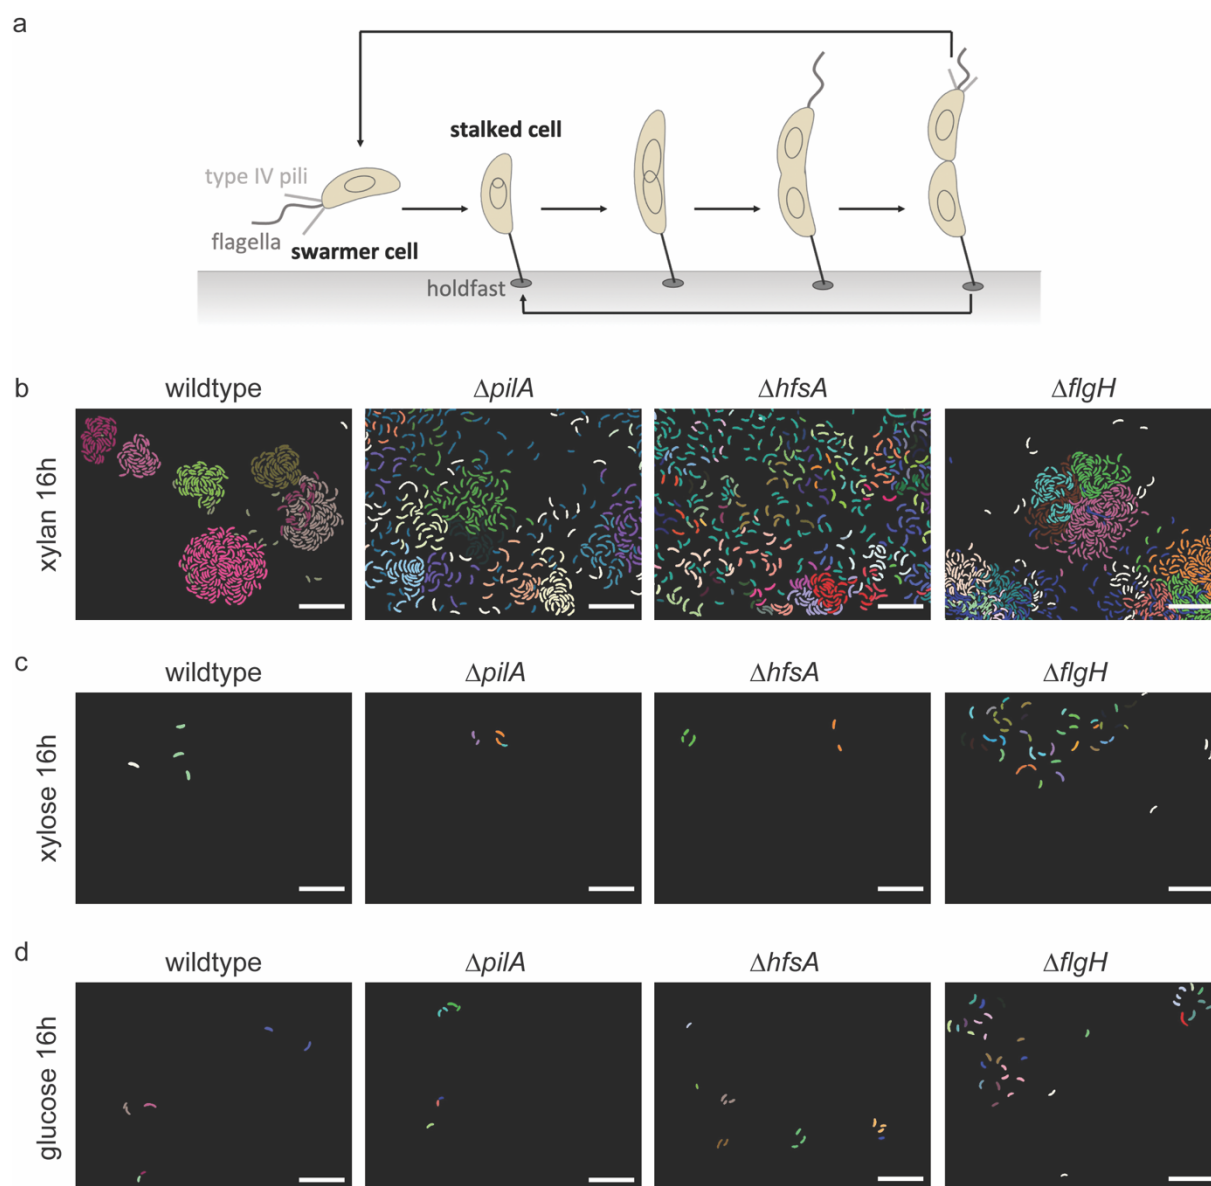 a
stalked cell
type IV pili
flagella
swarmer cell
holdfast
b
wildtype
ΔpilA
ΔhfsA
ΔflgH
xylan 16h
c
wildtype
ΔpilA
ΔhfsA
ΔflgH
xylose 16h
d
wildtype
ΔpilA
ΔhfsA
ΔflgH
glucose 16h